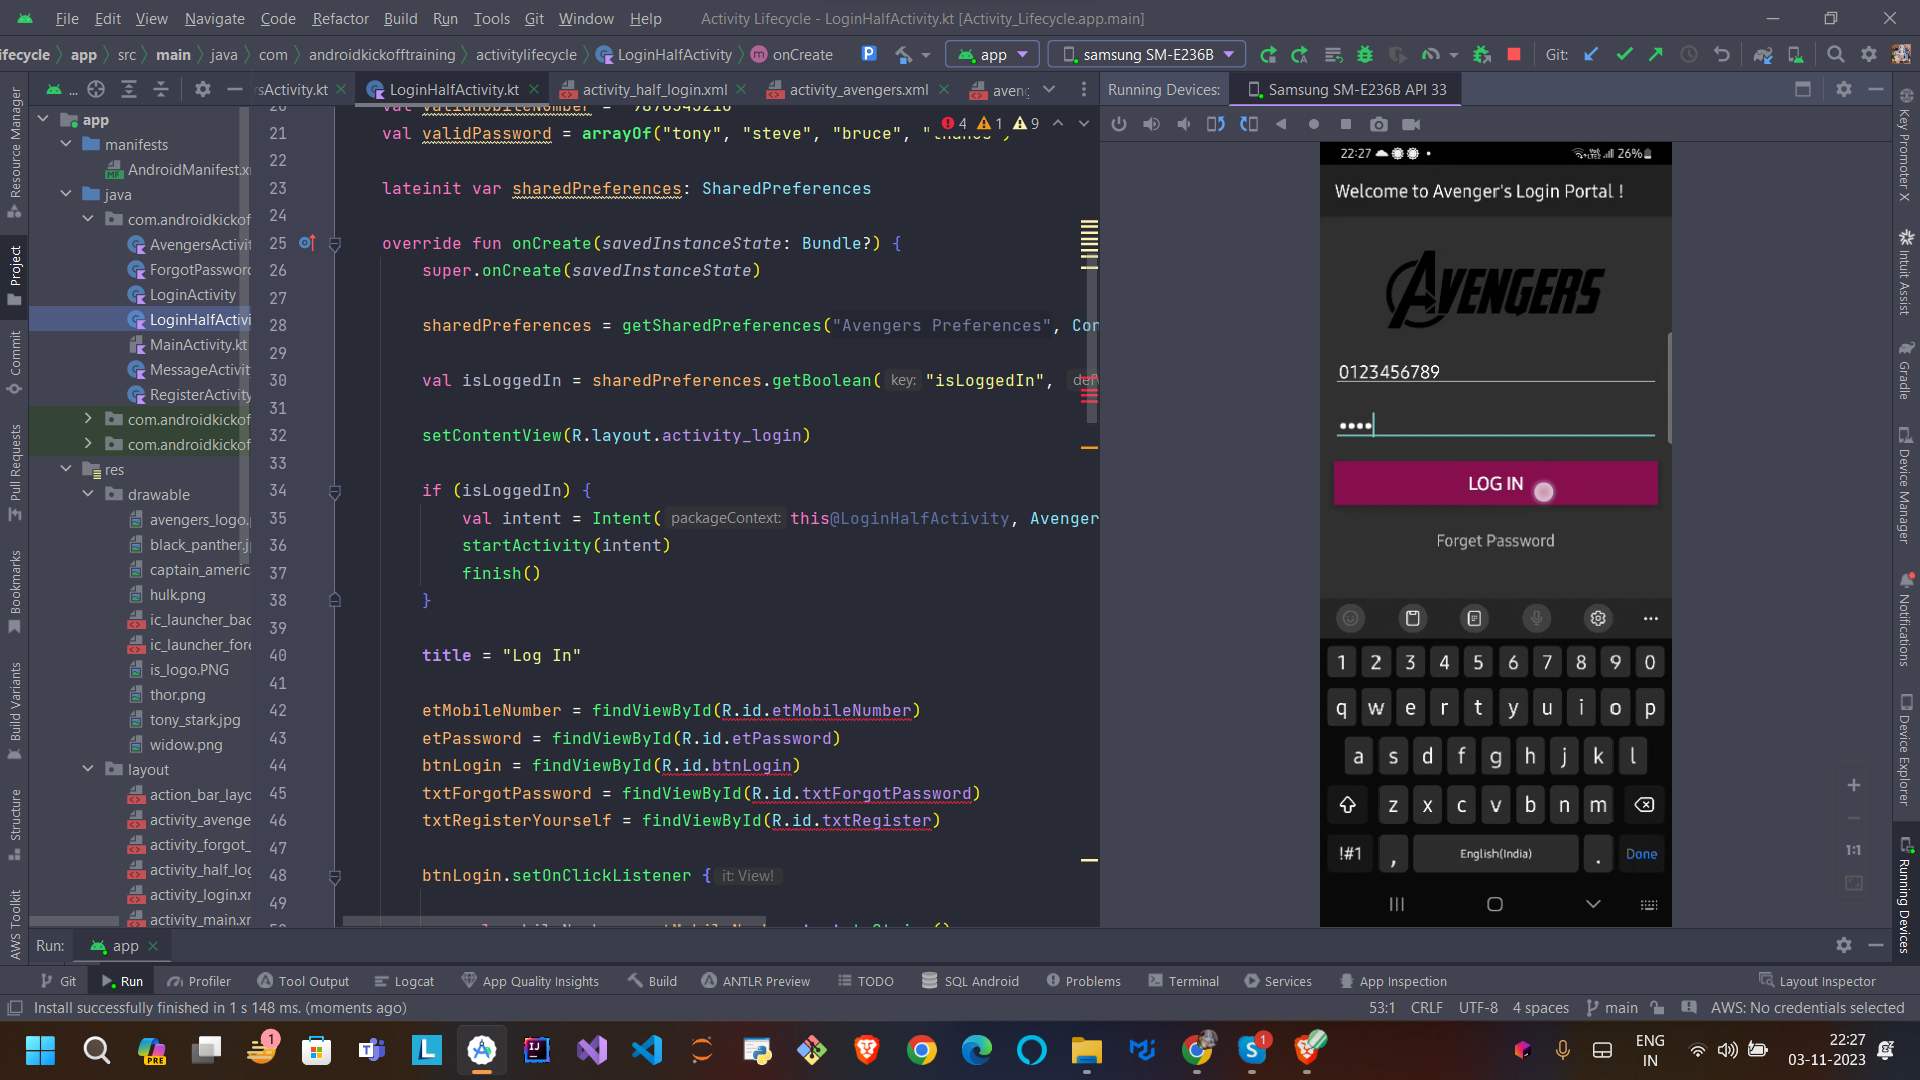 File Edit View Navigate Code Refactor Build Run Tools Git Window Help Activity Lifecycle - LoginHalfActivity.kt [Activity_Lifecycle.app.main]
ifecycle app src main java com androidkickofftraining activitylifecycle LoginHalfActivity onCreate app samsung SM-E236B Git:
... rsActivity.kt LoginHalfActivity.kt activity_half_login.xml activity_avengers.xml aveng Running Devices: Samsung SM-E236B API 33
Resource Manager
Project
Commit
Pull Requests
Bookmarks
Build Variants
Structure
AWS Toolkit
app
manifests
AndroidManifest.x
java
com.androidkickof
AvengersActivit
ForgotPassword
LoginActivity
LoginHalfActivi
MainActivity.kt
MessageActivit
RegisterActivity
com.androidkickof
com.androidkickof
res
drawable
avengers_logo.
black_panther.j
captain_americ
hulk.png
ic_launcher_bac
ic_launcher_fore
is_logo.PNG
thor.png
tony_stark.jpg
widow.png
layout
action_bar_layo
activity_avenge
activity_forgot_
activity_half_log
activity_login.xr
activity_main.xr
4 1 9
21 val validPassword = arrayOf("tony", "steve", "bruce", "thanos")
22
23 lateinit var sharedPreferences: SharedPreferences
24
25 override fun onCreate(savedInstanceState: Bundle?) {
26 super.onCreate(savedInstanceState)
27
28 sharedPreferences = getSharedPreferences("Avengers Preferences", Con
29
30 val isLoggedIn = sharedPreferences.getBoolean( key: "isLoggedIn",
31
32 setContentView(R.layout.activity_login)
33
34 if (isLoggedIn) {
35 val intent = Intent( packageContext: this@LoginHalfActivity, Avenger
36 startActivity(intent)
37 finish()
38 }
39
40 title = "Log In"
41
42 etMobileNumber = findViewById(R.id.etMobileNumber)
43 etPassword = findViewById(R.id.etPassword)
44 btnLogin = findViewById(R.id.btnLogin)
45 txtForgotPassword = findViewById(R.id.txtForgotPassword)
46 txtRegisterYourself = findViewById(R.id.txtRegister)
47
48 btnLogin.setOnClickListener { it: View!
49
22:27 26%
Welcome to Avenger's Login Portal !
AVENGERS
0123456789
••••
LOG IN
Forget Password
1 2 3 4 5 6 7 8 9 0
q w e r t y u i o p
a s d f g h j k l
z x c v b n m
!#1 , English(India) . Done
1:1
Key Promoter X
Intuit Assist
Gradle
Device Manager
Notifications
Device Explorer
Running Devices
Run: app
Git Run Profiler Tool Output Logcat App Quality Insights Build ANTLR Preview TODO SQL Android Problems Terminal Services App Inspection Layout Inspector
Install successfully finished in 1 s 148 ms. (moments ago) 53:1 CRLF UTF-8 4 spaces main AWS: No credentials selected
PRE 1 1 ENG 22:27
IN 03-11-2023